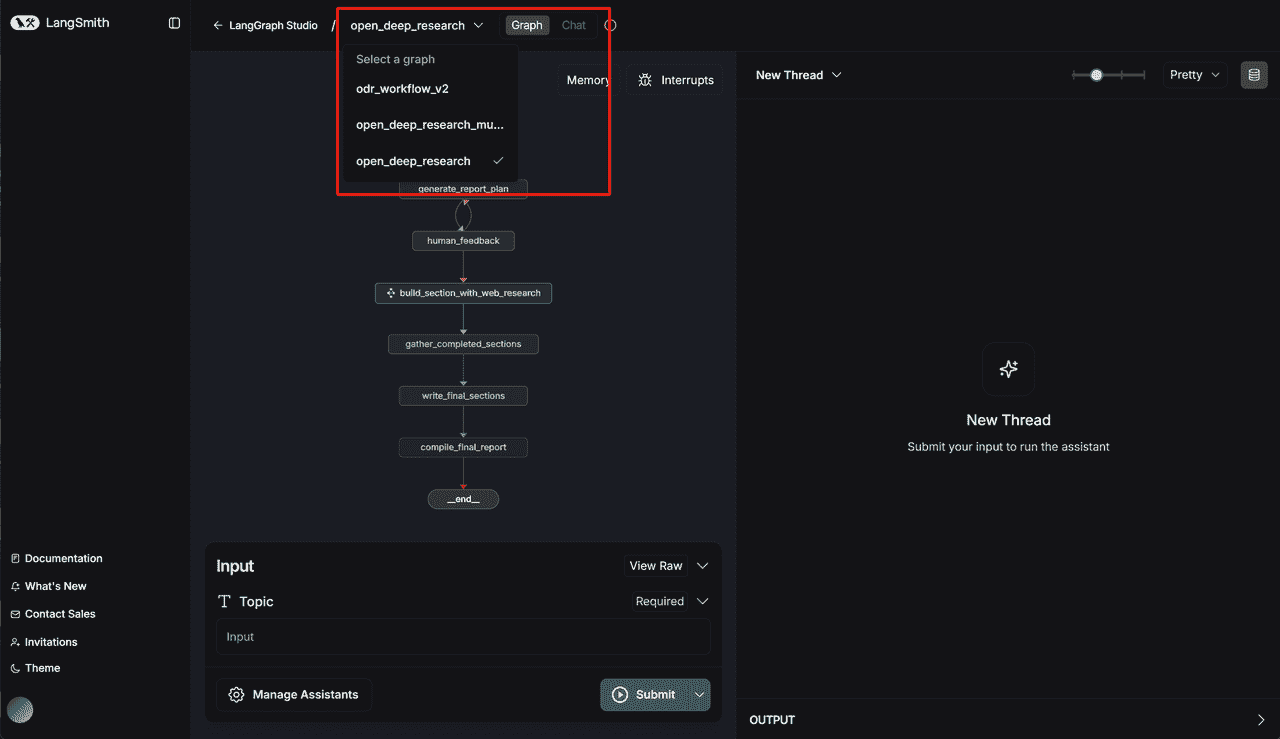 LangSmith
LangGraph Studio / open_deep_research
Graph
Chat
Select a graph
odr_workflow_v2
open_deep_research_mu...
open_deep_research
Memory
Interrupts
generate_report_plan
human_feedback
build_section_with_web_research
gather_completed_sections
write_final_sections
compile_final_report
__end__
Input
View Raw
Topic
Required
Input
Manage Assistants
Submit
New Thread
Pretty
New Thread
Submit your input to run the assistant
OUTPUT
Documentation
What's New
Contact Sales
Invitations
Theme